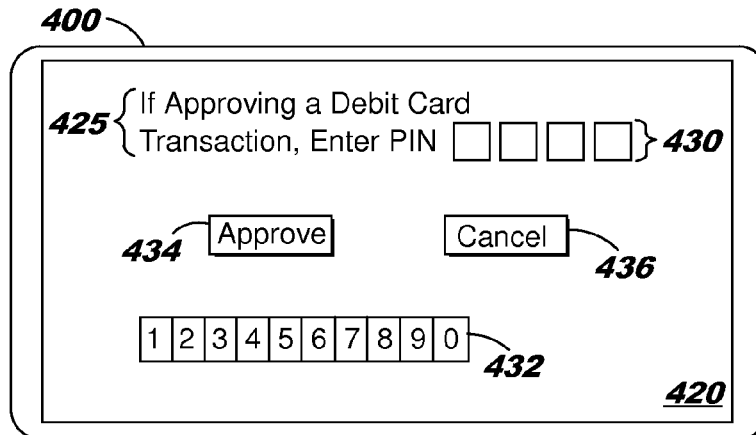 400
425 If Approving a Debit Card
Transaction, Enter PIN 430
434 Approve Cancel 436
1 2 3 4 5 6 7 8 9 0 432
420